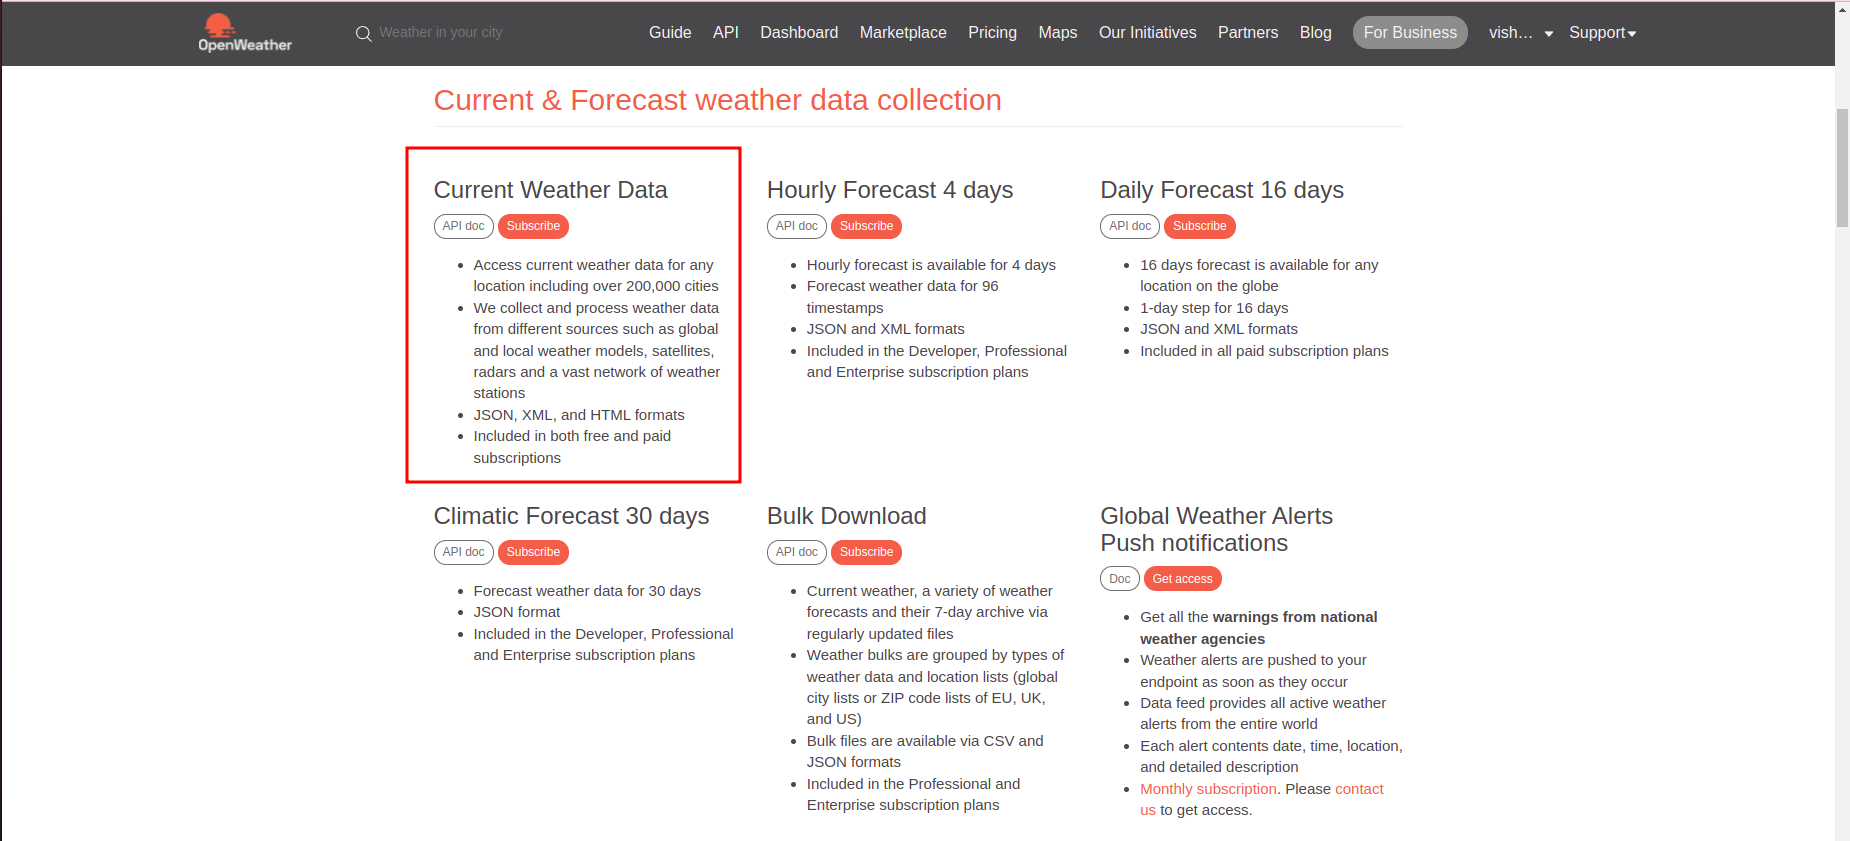 OpenWeather
Weather in your city
Guide API Dashboard Marketplace Pricing Maps Our Initiatives Partners Blog For Business vish... Support
Current & Forecast weather data collection
Current Weather Data
API doc Subscribe
Access current weather data for any
location including over 200,000 cities
We collect and process weather data
from different sources such as global
and local weather models, satellites,
radars and a vast network of weather
stations
JSON, XML, and HTML formats
Included in both free and paid
subscriptions
Hourly Forecast 4 days
API doc Subscribe
Hourly forecast is available for 4 days
Forecast weather data for 96
timestamps
JSON and XML formats
Included in the Developer, Professional
and Enterprise subscription plans
Daily Forecast 16 days
API doc Subscribe
16 days forecast is available for any
location on the globe
1-day step for 16 days
JSON and XML formats
Included in all paid subscription plans
Climatic Forecast 30 days
API doc Subscribe
Forecast weather data for 30 days
JSON format
Included in the Developer, Professional
and Enterprise subscription plans
Bulk Download
API doc Subscribe
Current weather, a variety of weather
forecasts and their 7-day archive via
regularly updated files
Weather bulks are grouped by types of
weather data and location lists (global
city lists or ZIP code lists of EU, UK,
and US)
Bulk files are available via CSV and
JSON formats
Included in the Professional and
Enterprise subscription plans
Global Weather Alerts
Push notifications
Doc Get access
Get all the warnings from national
weather agencies
Weather alerts are pushed to your
endpoint as soon as they occur
Data feed provides all active weather
alerts from the entire world
Each alert contents date, time, location,
and detailed description
Monthly subscription. Please contact
us to get access.